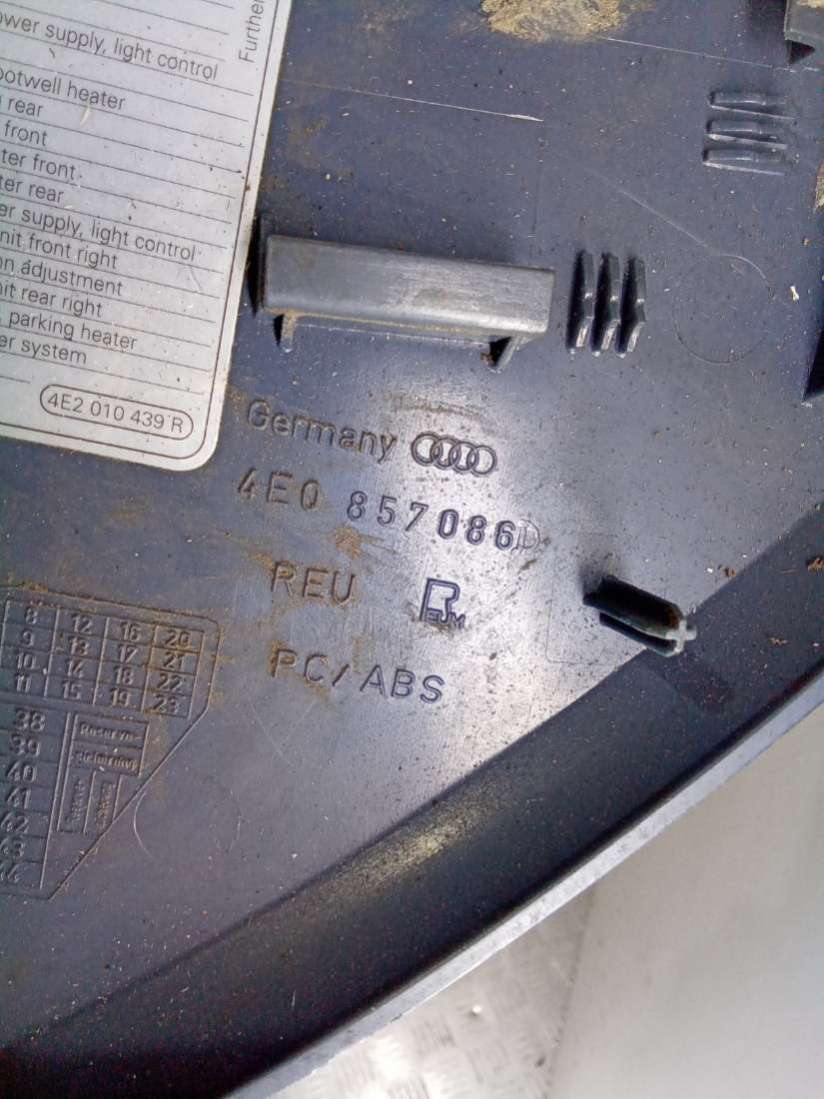 ower supply, light control
Further
ootwell heater
rear
front
ter front
ter rear
er supply, light control
nit front right
nn adjustment
nit rear right
parking heater
er system
4E2 010 439 R
Germany
4E0 857086D
REU
PC/ABS
8 12 16 20
9 13 17 21
10 14 18 22
11 15 19 23
38
39
40
41
42
43
44